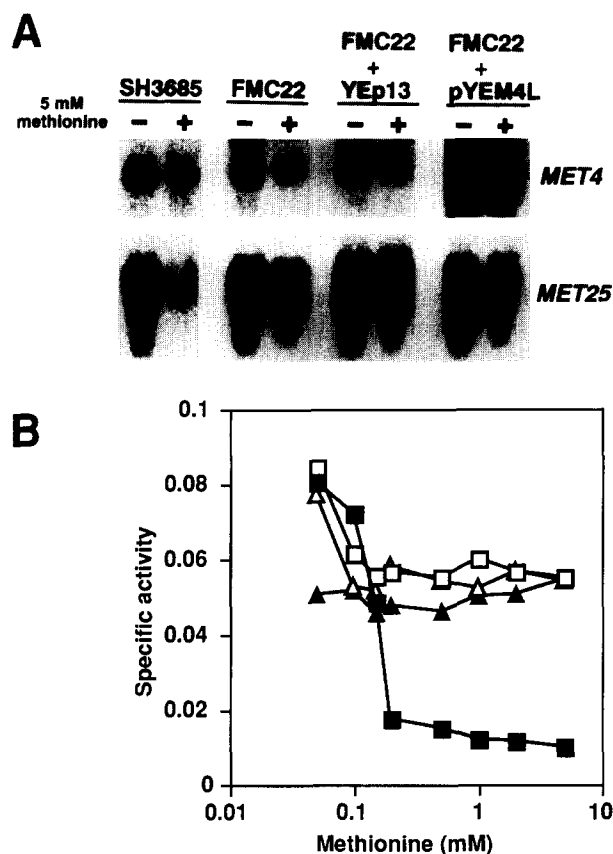 A
FMC22 FMC22
+ +
SH3685 FMC22 YEp13 pYEM4L
5 mM
methionine − + − + − + − +
MET4
MET25
B
0.1
0.08
0.06
0.04
0.02
0
Specific activity
0.01 0.1 1 10
Methionine (mM)